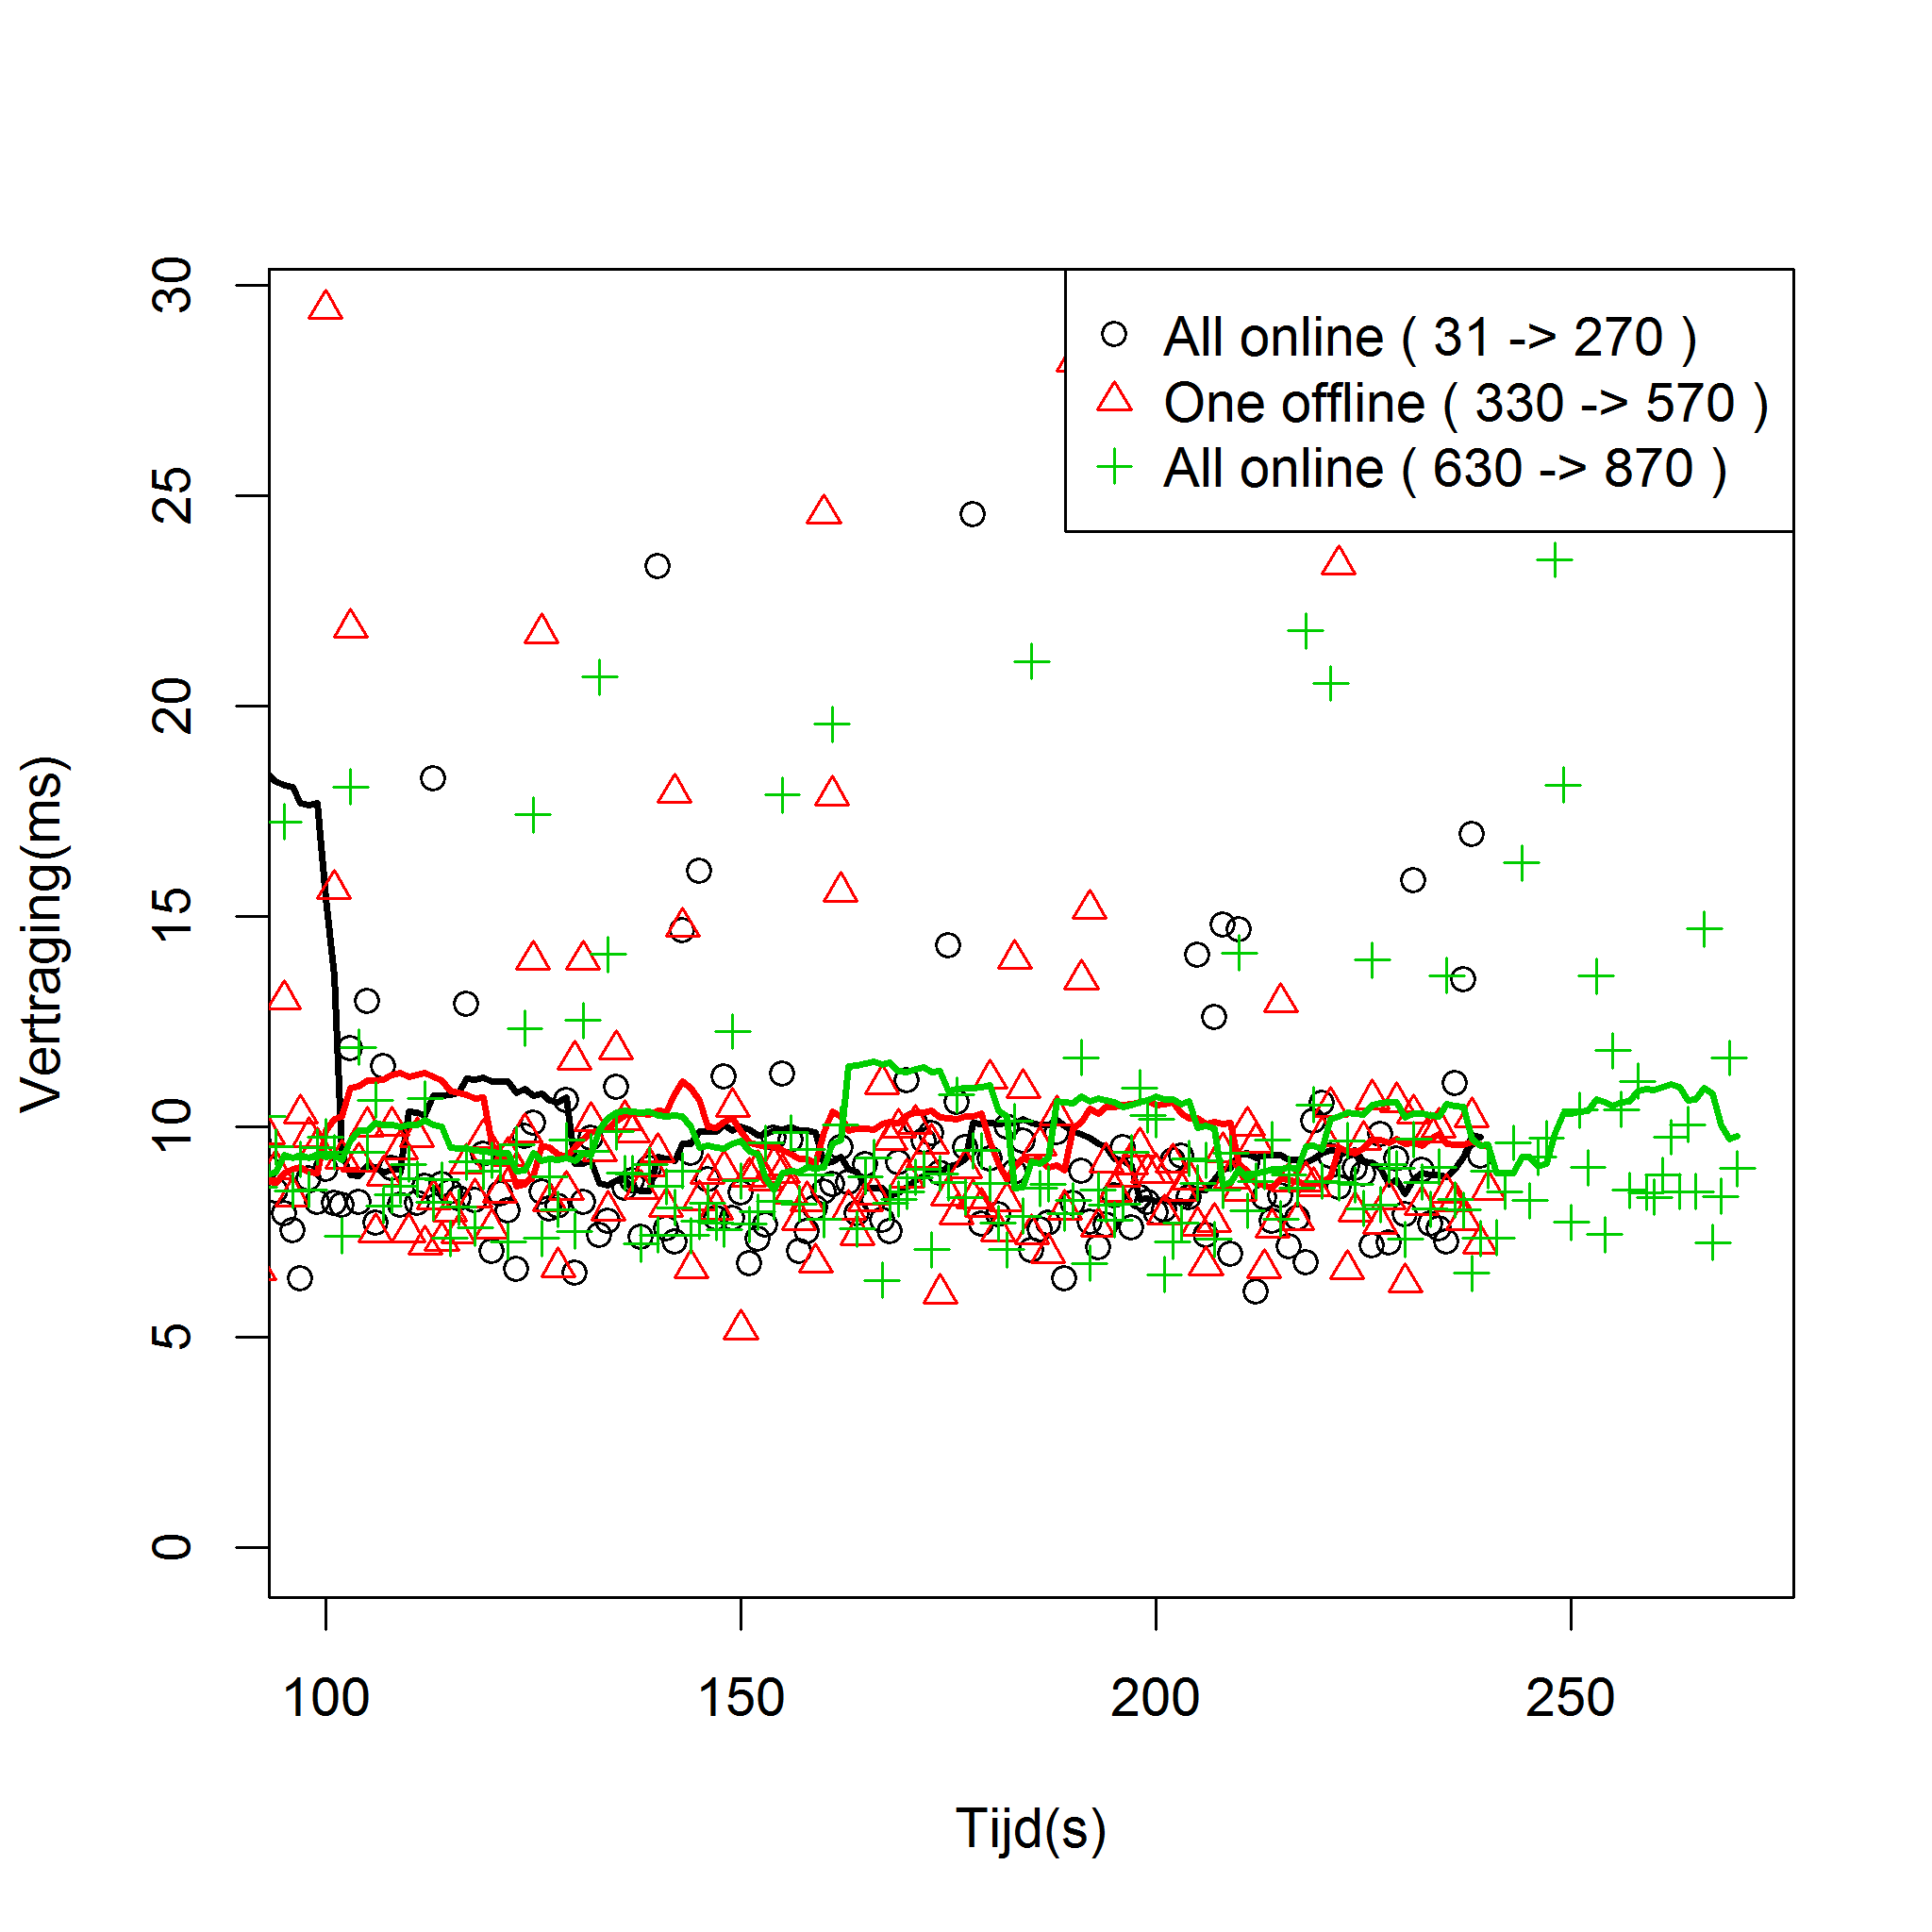 30
25
20
15
10
5
0
Vertraging(ms)
All online ( 31 -> 270 )
One offline ( 330 -> 570 )
All online ( 630 -> 870 )
100 150 200 250
Tijd(s)